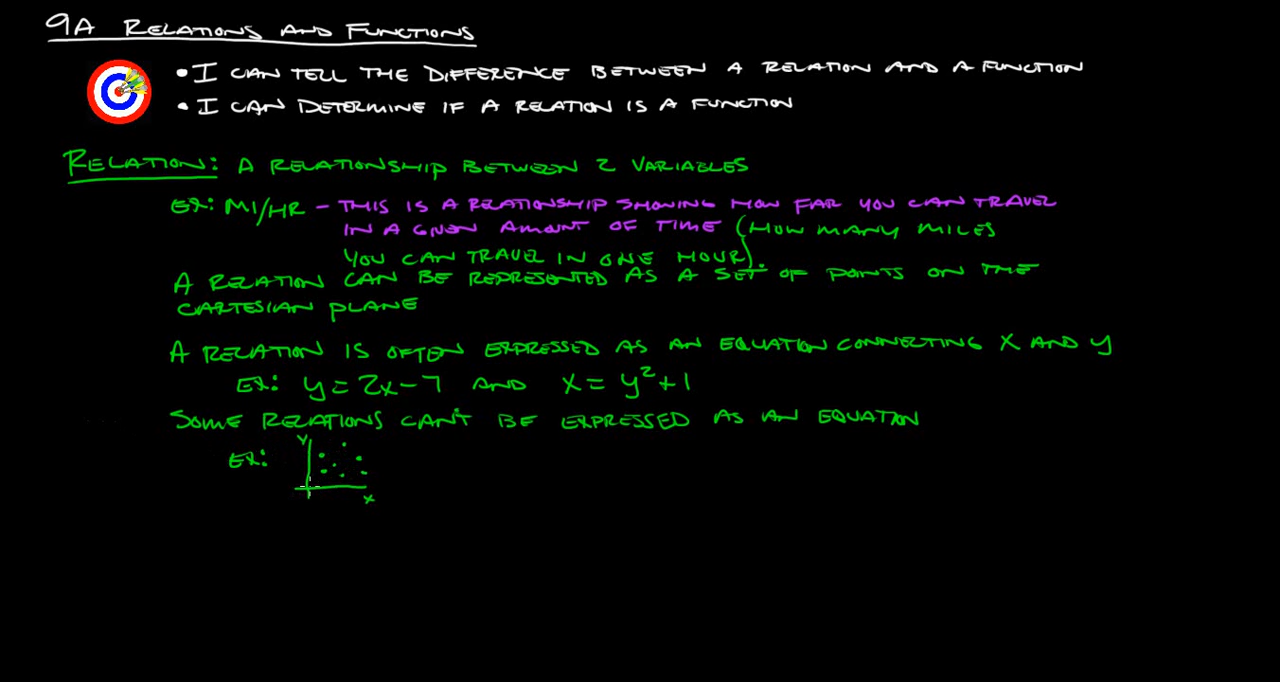 9A RELATIONS AND FUNCTIONS
• I CAN TELL THE DIFFERENCE BETWEEN A RELATION AND A FUNCTION
• I CAN DETERMINE IF A RELATION IS A FUNCTION
RELATION: A RELATIONSHIP BETWEEN 2 VARIABLES
EX: MI/HR - THIS IS A RELATIONSHIP SHOWING HOW FAR YOU CAN TRAVEL
IN A GIVEN AMOUNT OF TIME (HOW MANY MILES
YOU CAN TRAVEL IN ONE HOUR).
A RELATION CAN BE REPRESENTED AS A SET OF POINTS ON THE
CARTESIAN PLANE
A RELATION IS OFTEN EXPRESSED AS AN EQUATION CONNECTING X AND Y
EX: y = 2x - 7 AND x = y² + 1
SOME RELATIONS CAN'T BE EXPRESSED AS AN EQUATION
EX: Y
X